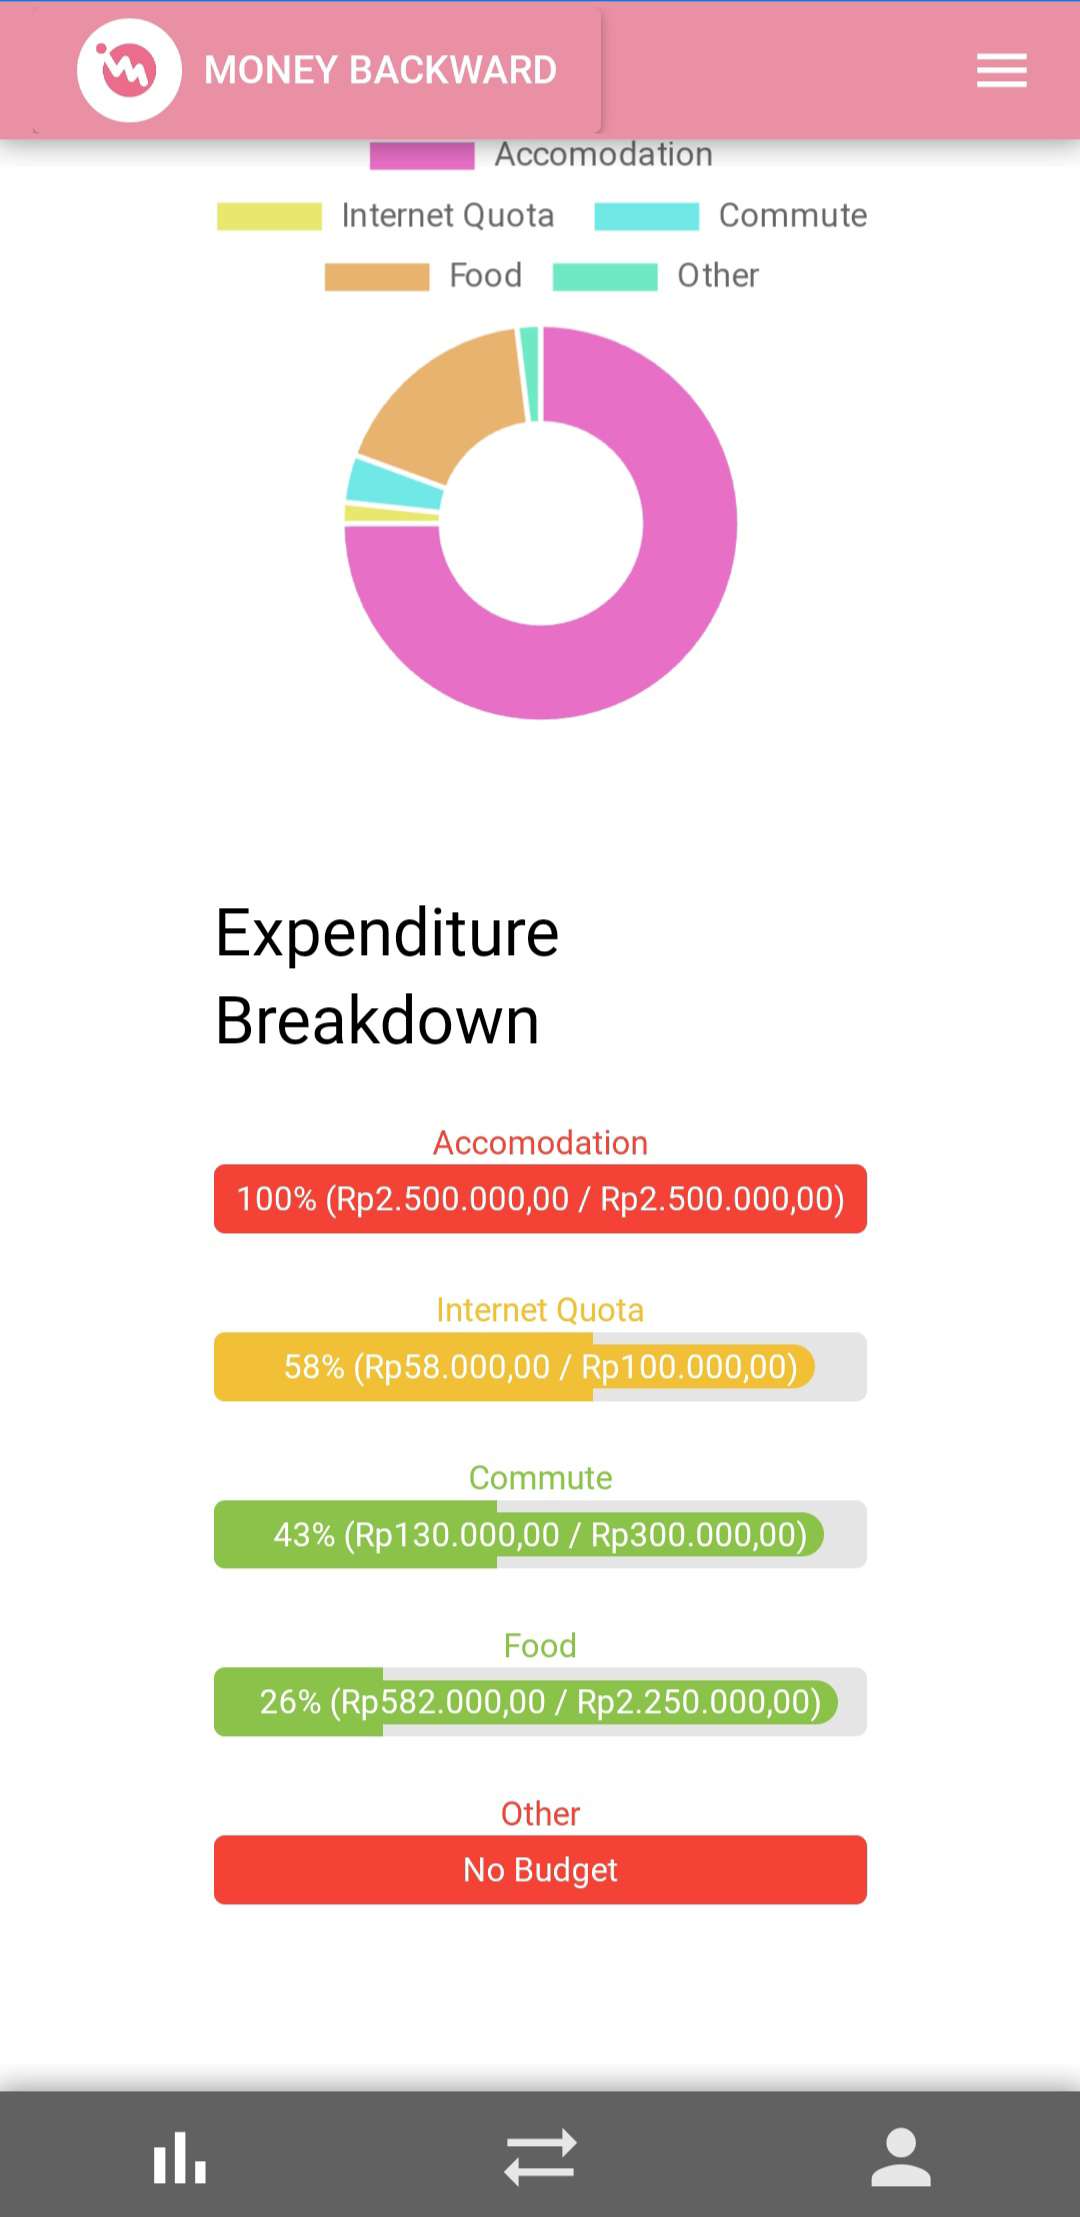 MONEY BACKWARD
Accomodation
Internet Quota Commute
Food Other
Expenditure
Breakdown
Accomodation
100% (Rp2.500.000,00 / Rp2.500.000,00)
Internet Quota
58% (Rp58.000,00 / Rp100.000,00)
Commute
43% (Rp130.000,00 / Rp300.000,00)
Food
26% (Rp582.000,00 / Rp2.250.000,00)
Other
No Budget